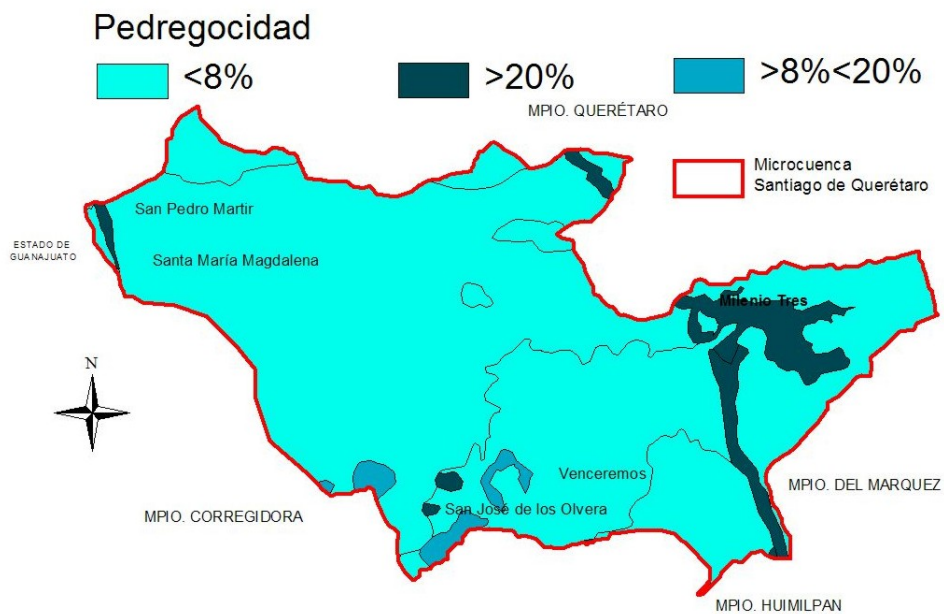 Pedregocidad
<8%
>20%
>8%<20%
MPIO. QUERÉTARO
Microcuenca
Santiago de Querétaro
San Pedro Martir
ESTADO DE
GUANAJUATO
Santa María Magdalena
Milenio Tres
N
Venceremos
MPIO. DEL MARQUEZ
San José de los Olvera
MPIO. CORREGIDORA
MPIO. HUIMILPAN